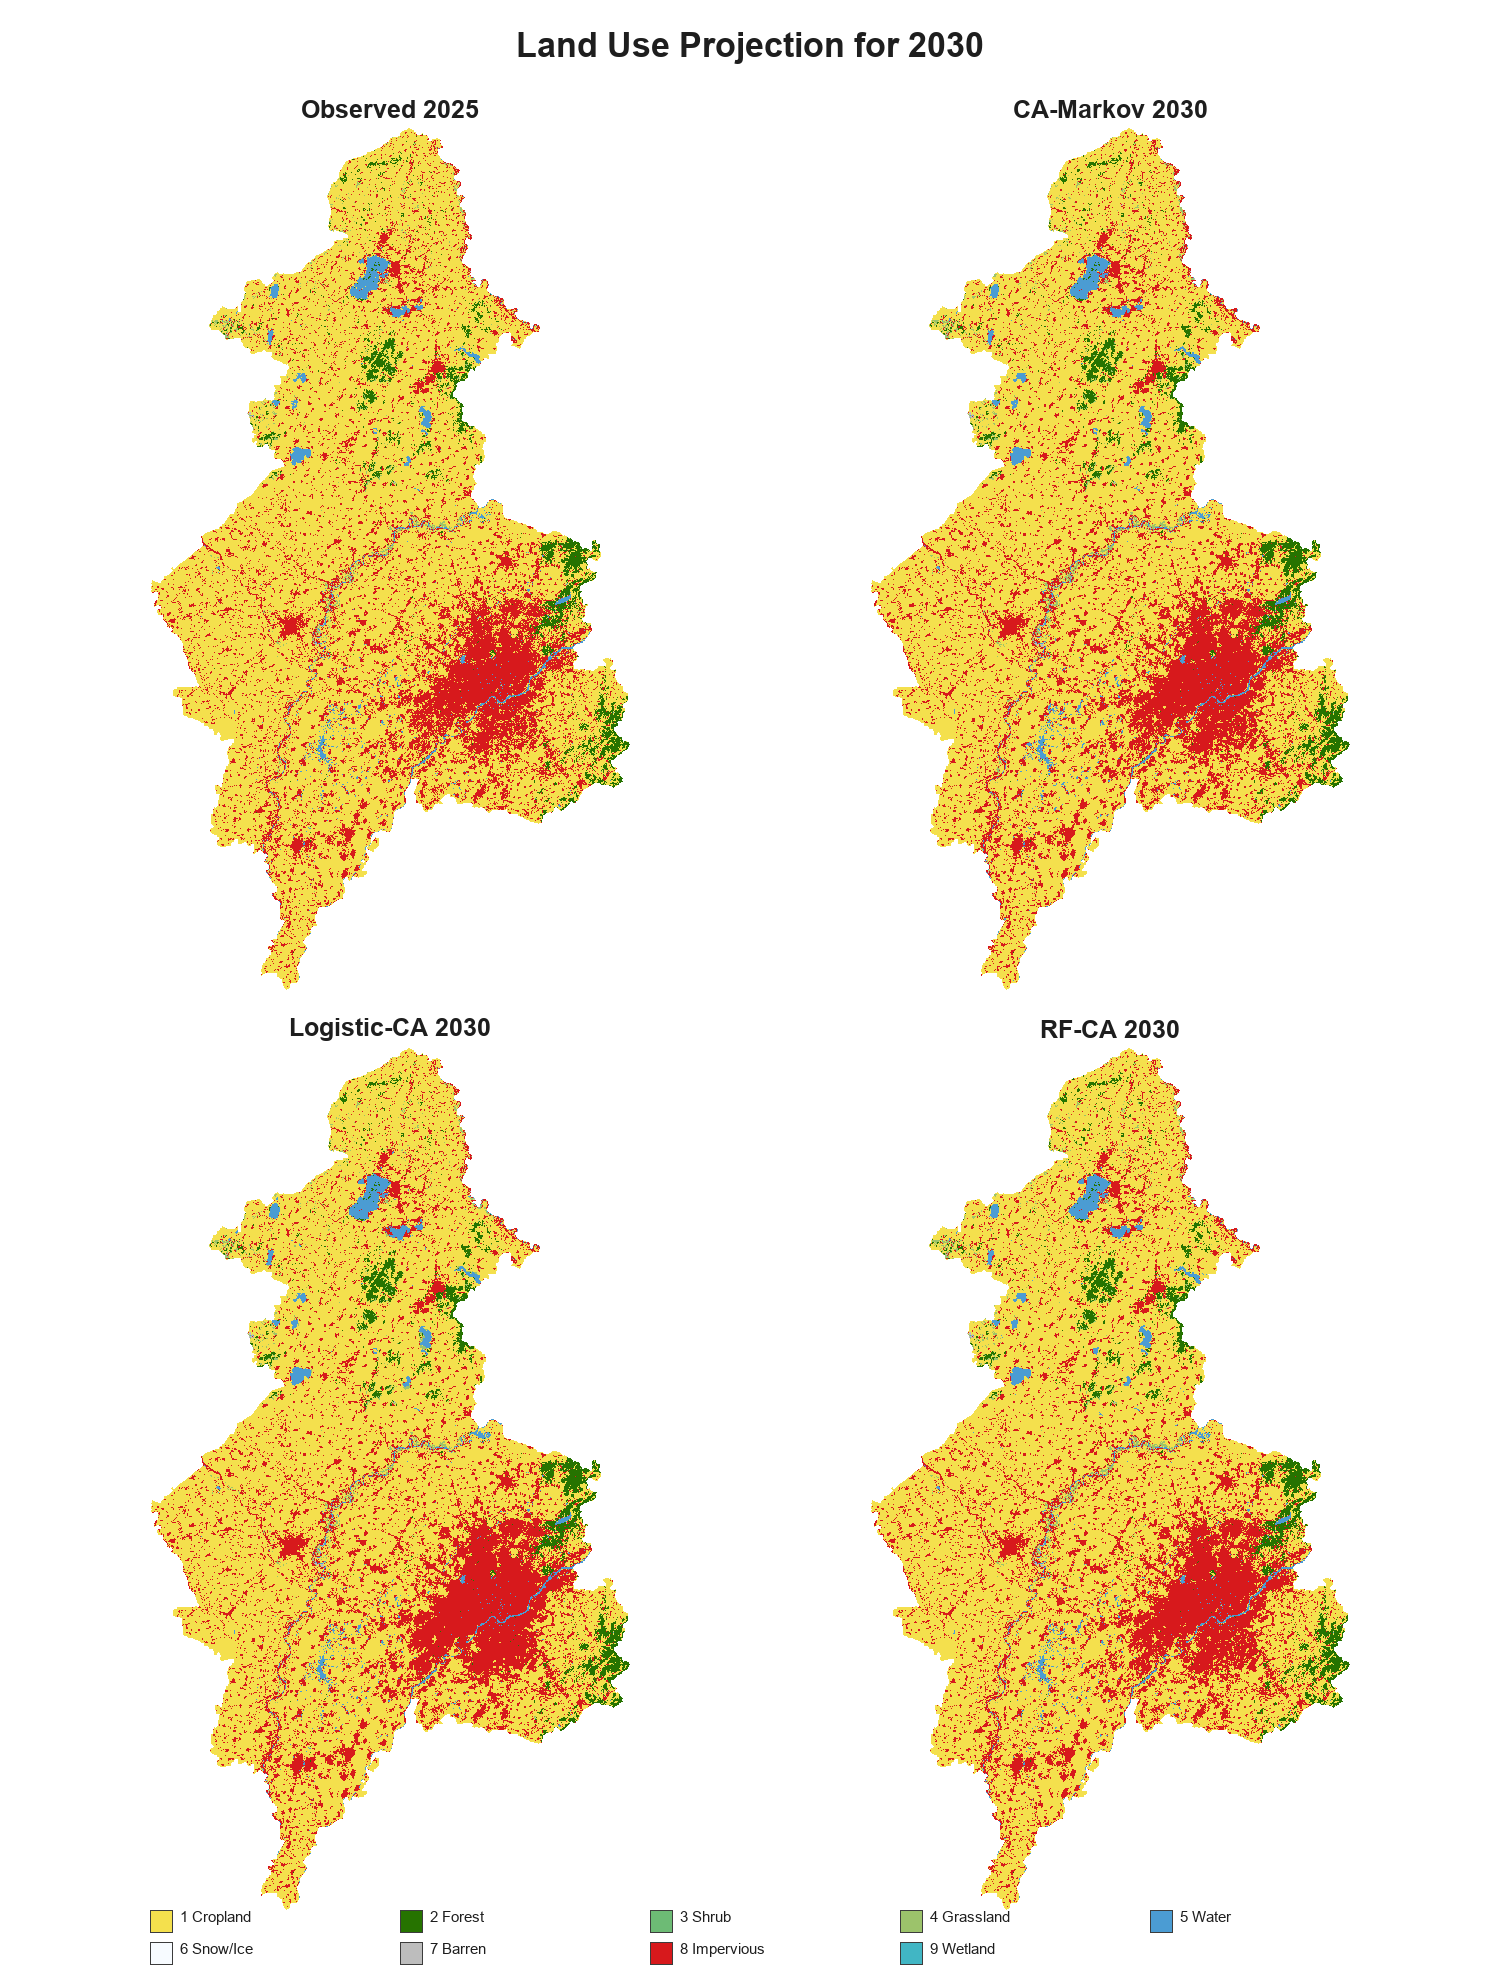 Land Use Projection for 2030
Observed 2025
CA-Markov 2030
Logistic-CA 2030
RF-CA 2030
1 Cropland
2 Forest
3 Shrub
4 Grassland
5 Water
6 Snow/Ice
7 Barren
8 Impervious
9 Wetland